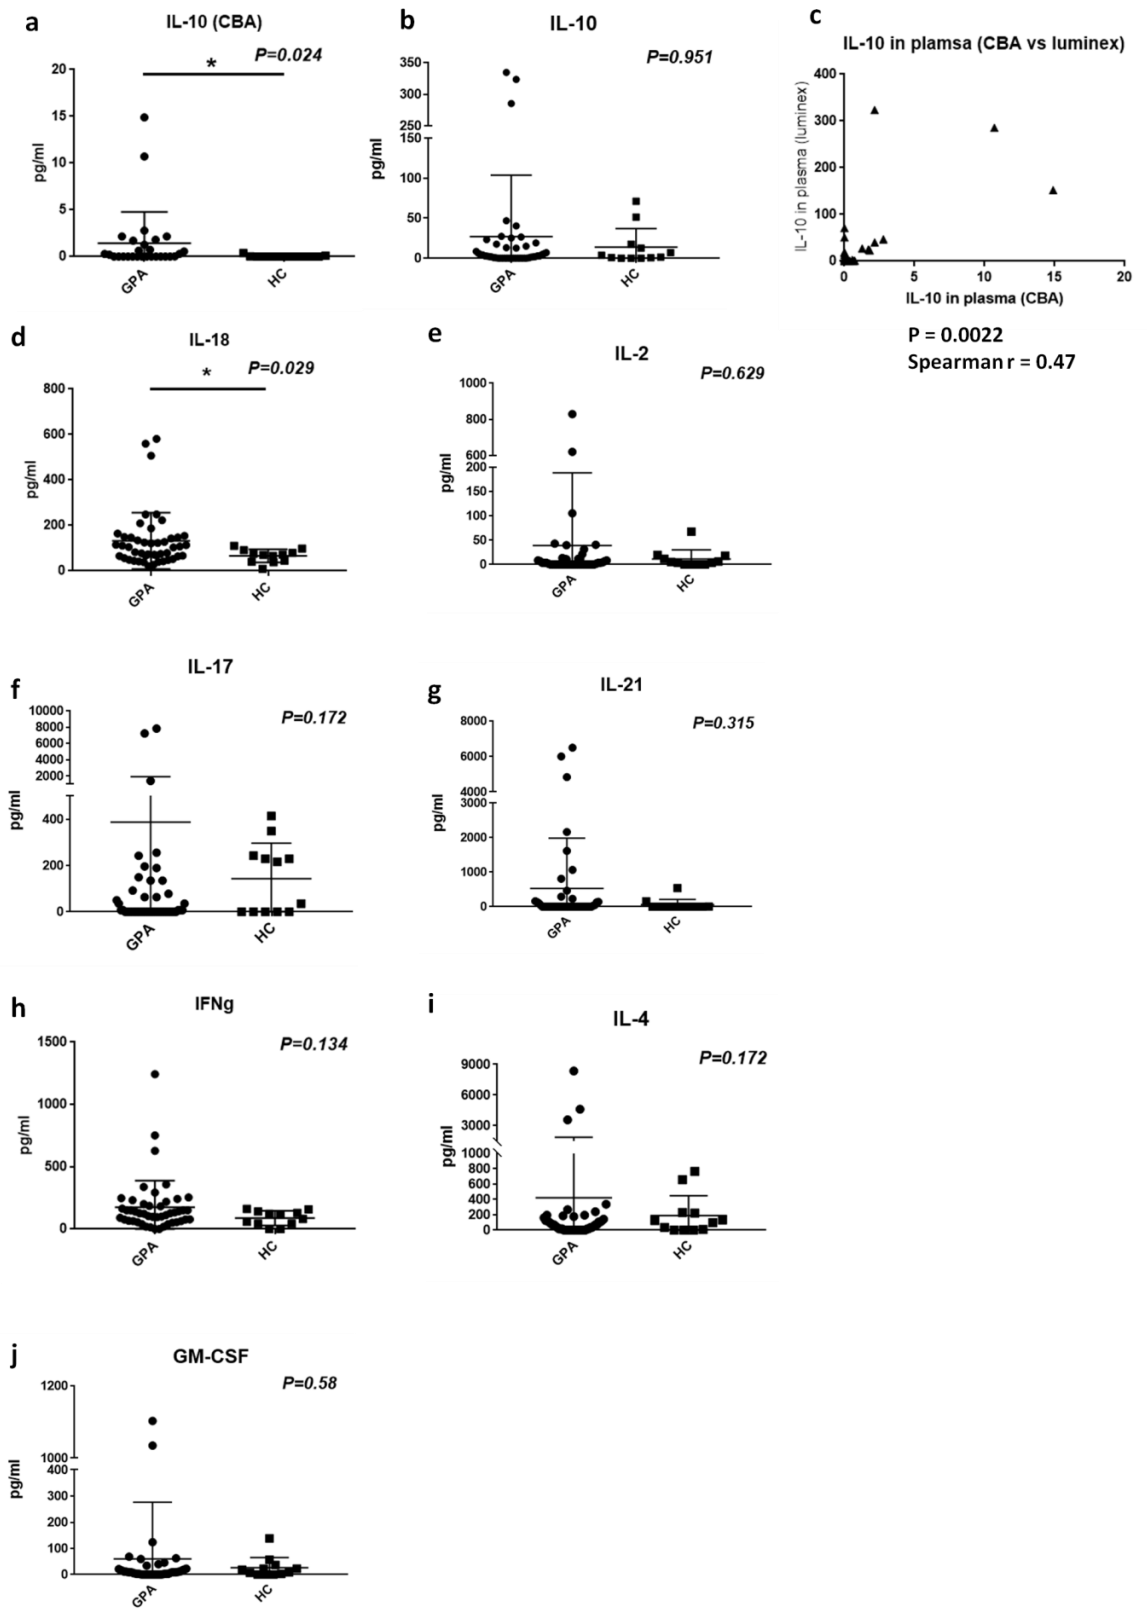 a
IL-10 (CBA)
P=0.024
*
20
15
10
5
0
pg/ml
GPA
HC
b
IL-10
P=0.951
350
300
250
150
100
50
0
pg/ml
GPA
HC
c
IL-10 in plamsa (CBA vs luminex)
400
300
200
100
0
IL-10 in plasma (luminex)
0 5 10 15 20
IL-10 in plasma (CBA)
P = 0.0022
Spearman r = 0.47
d
IL-18
P=0.029
*
800
600
400
200
0
pg/ml
GPA
HC
e
IL-2
P=0.629
1000
800
600
200
150
100
50
0
pg/ml
GPA
HC
f
IL-17
P=0.172
10000
8000
6000
4000
2000
400
200
0
pg/ml
GPA
HC
g
IL-21
P=0.315
8000
6000
4000
3000
2000
1000
0
pg/ml
GPA
HC
h
IFNg
P=0.134
1500
1000
500
0
pg/ml
GPA
HC
i
IL-4
P=0.172
9000
6000
3000
1000
800
600
400
200
0
pg/ml
GPA
HC
j
GM-CSF
P=0.58
1200
1000
400
300
200
100
0
pg/ml
GPA
HC